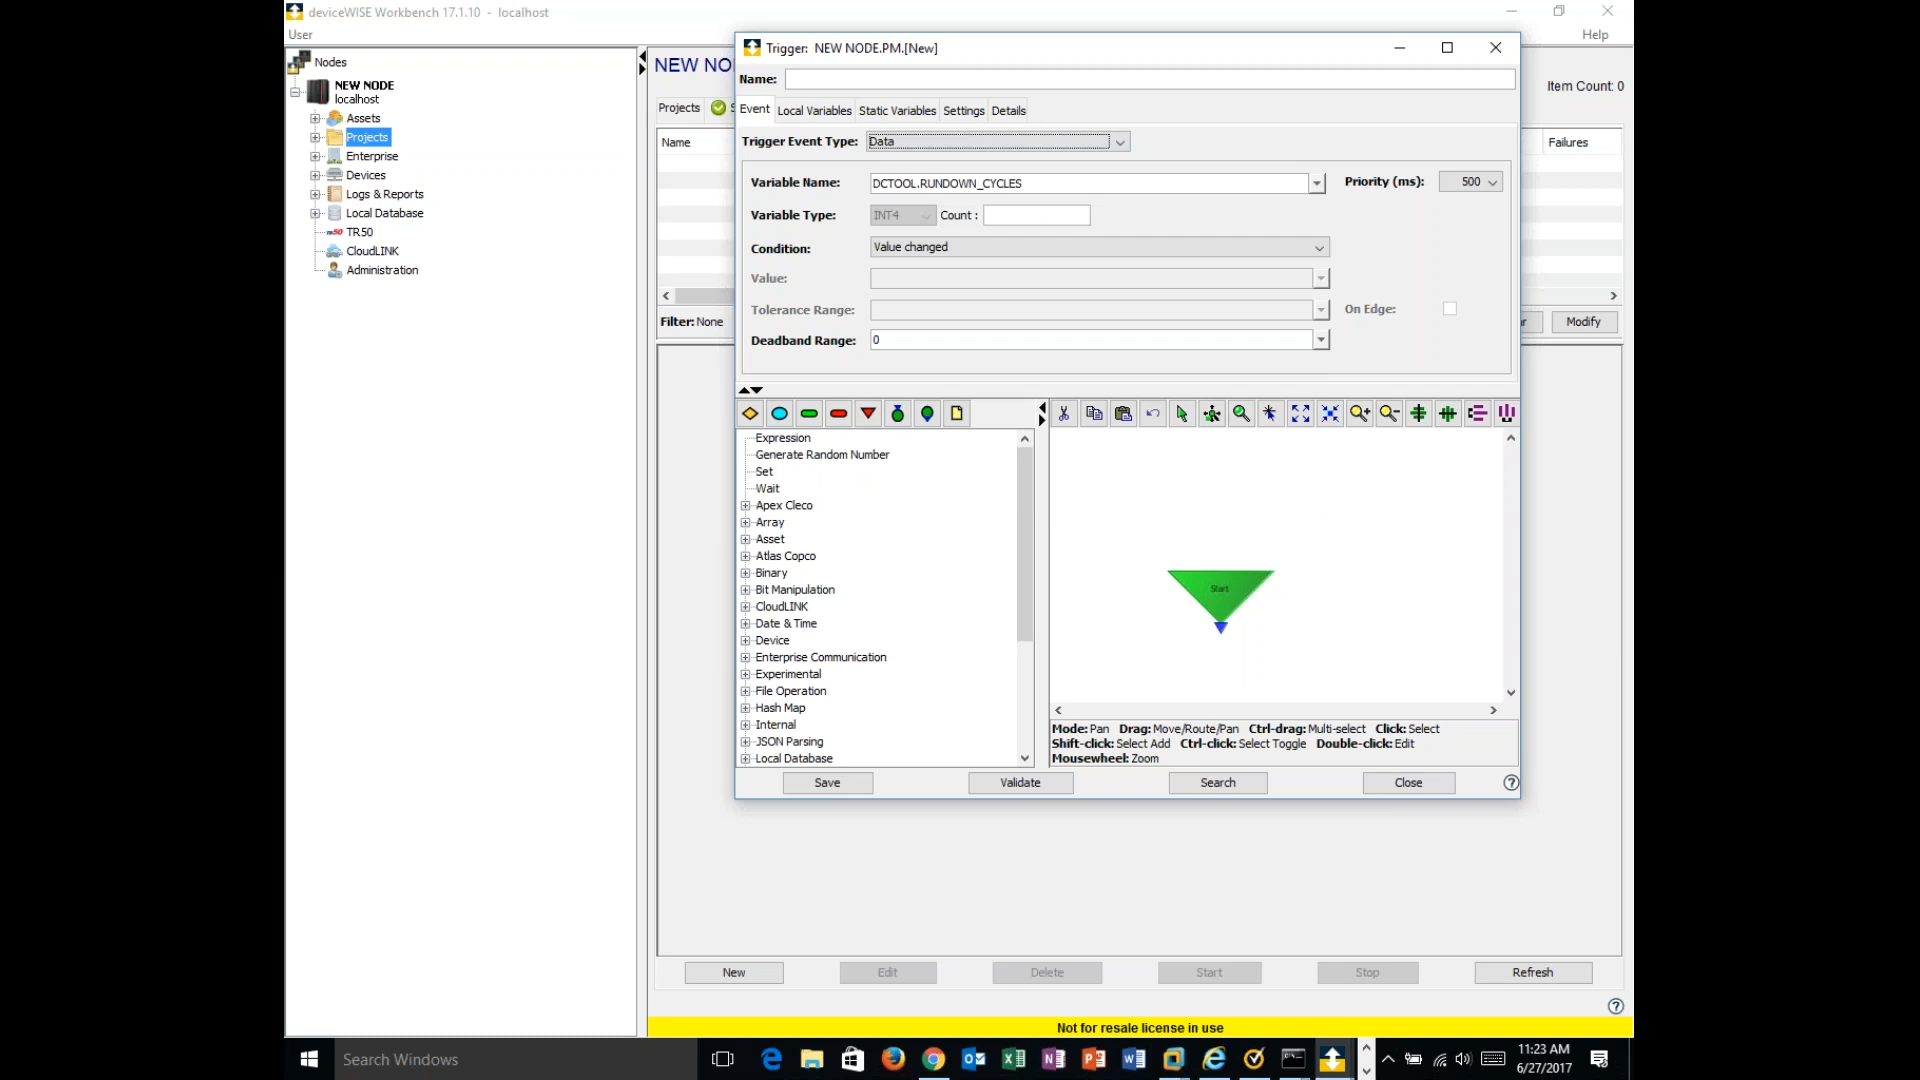 deviceWISE Workbench 17.1.10 - localhost
User
Help
Nodes
NEW NODE
localhost
Assets
Projects
Enterprise
Devices
Logs & Reports
Local Database
TR50
CloudLINK
Administration
NEW NO
Item Count: 0
Projects
Name
Failures
Filter: None
Modify
Trigger: NEW NODE.PM.[New]
Name:
Event Local Variables Static Variables Settings Details
Trigger Event Type: Data
Variable Name: DCTOOL.RUNDOWN_CYCLES Priority (ms): 500
Variable Type: INT4 Count :
Condition: Value changed
Value:
Tolerance Range: On Edge:
Deadband Range: 0
Expression
Generate Random Number
Set
Wait
Apex Cleco
Array
Asset
Atlas Copco
Binary
Bit Manipulation
CloudLINK
Date & Time
Device
Enterprise Communication
Experimental
File Operation
Hash Map
Internal
JSON Parsing
Local Database
Start
Mode: Pan Drag: Move/Route/Pan Ctrl-drag: Multi-select Click: Select
Shift-click: Select Add Ctrl-click: Select Toggle Double-click: Edit
Mousewheel: Zoom
Save Validate Search Close
New Edit Delete Start Stop Refresh
Not for resale license in use
Search Windows
11:23 AM
6/27/2017